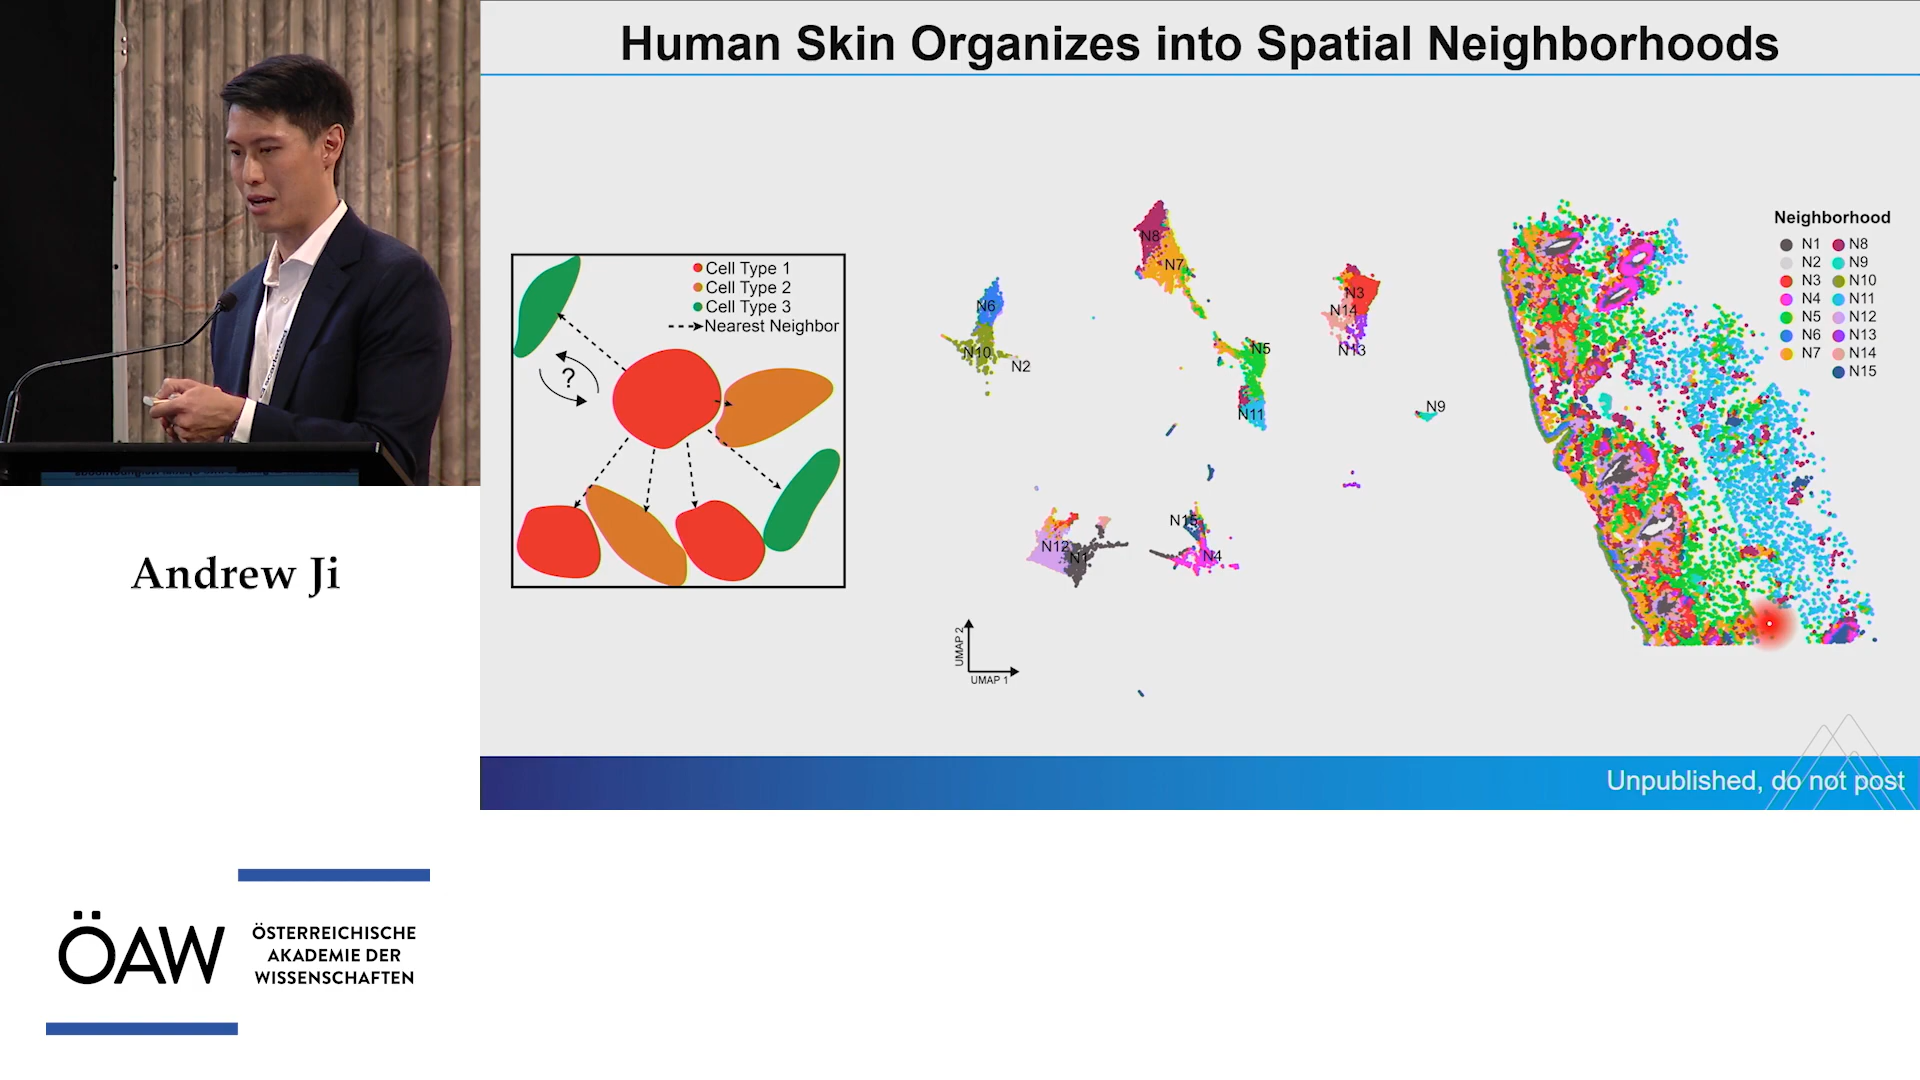 Human Skin Organizes into Spatial Neighborhoods
Cell Type 1
Cell Type 2
Cell Type 3
Nearest Neighbor
?
N8
N7
N6
N10
N2
N5
N11
N3
N14
N13
N9
N12
N1
N15
N4
UMAP 2
UMAP 1
Neighborhood
N1 N8
N2 N9
N3 N10
N4 N11
N5 N12
N6 N13
N7 N14
N15
Unpublished, do not post
Andrew Ji
ÖAW
ÖSTERREICHISCHE
AKADEMIE DER
WISSENSCHAFTEN